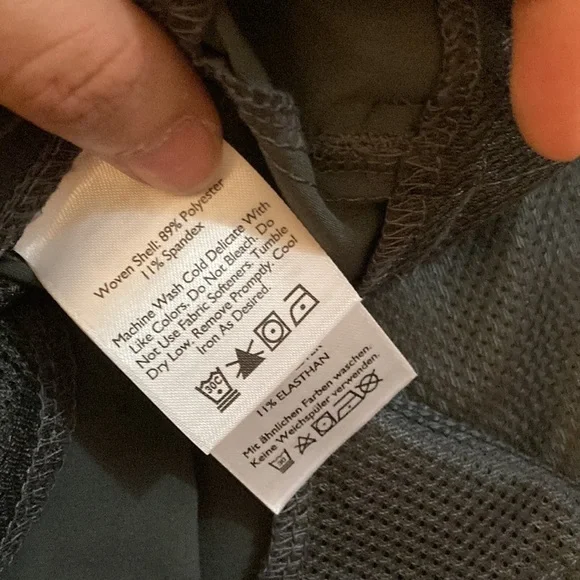 Woven Shell: 89% Polyester
11% Spandex
Machine Wash Cold Delicate With
Like Colors. Do Not Bleach. Do
Not Use Fabric Softeners. Tumble
Dry Low. Remove Promptly. Cool
Iron As Desired.
30C
11% ELASTHAN
Mit ähnlichen Farben waschen.
Keine Weichspüler verwenden.
30